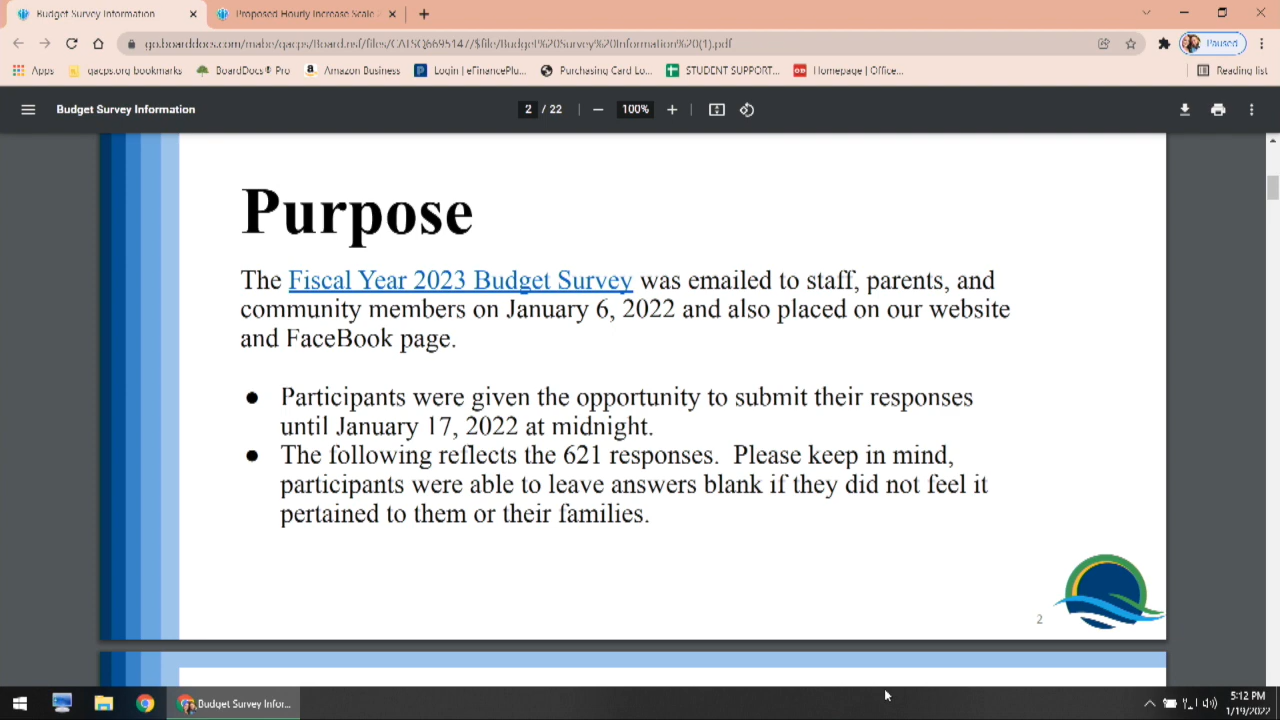 Budget Survey Information
Proposed Hourly Increase Scale
Paused
Apps
qacps.org bookmarks
BoardDocs® Pro
Amazon Business
Login | eFinancePlu...
Purchasing Card Lo...
STUDENT SUPPORT...
Homepage | Office...
Reading list
Budget Survey Information
2 / 22
100%
Purpose
The Fiscal Year 2023 Budget Survey was emailed to staff, parents, and
community members on January 6, 2022 and also placed on our website
and FaceBook page.
● Participants were given the opportunity to submit their responses
until January 17, 2022 at midnight.
● The following reflects the 621 responses. Please keep in mind,
participants were able to leave answers blank if they did not feel it
pertained to them or their families.
2
Budget Survey Infor...
5:12 PM
1/19/2022